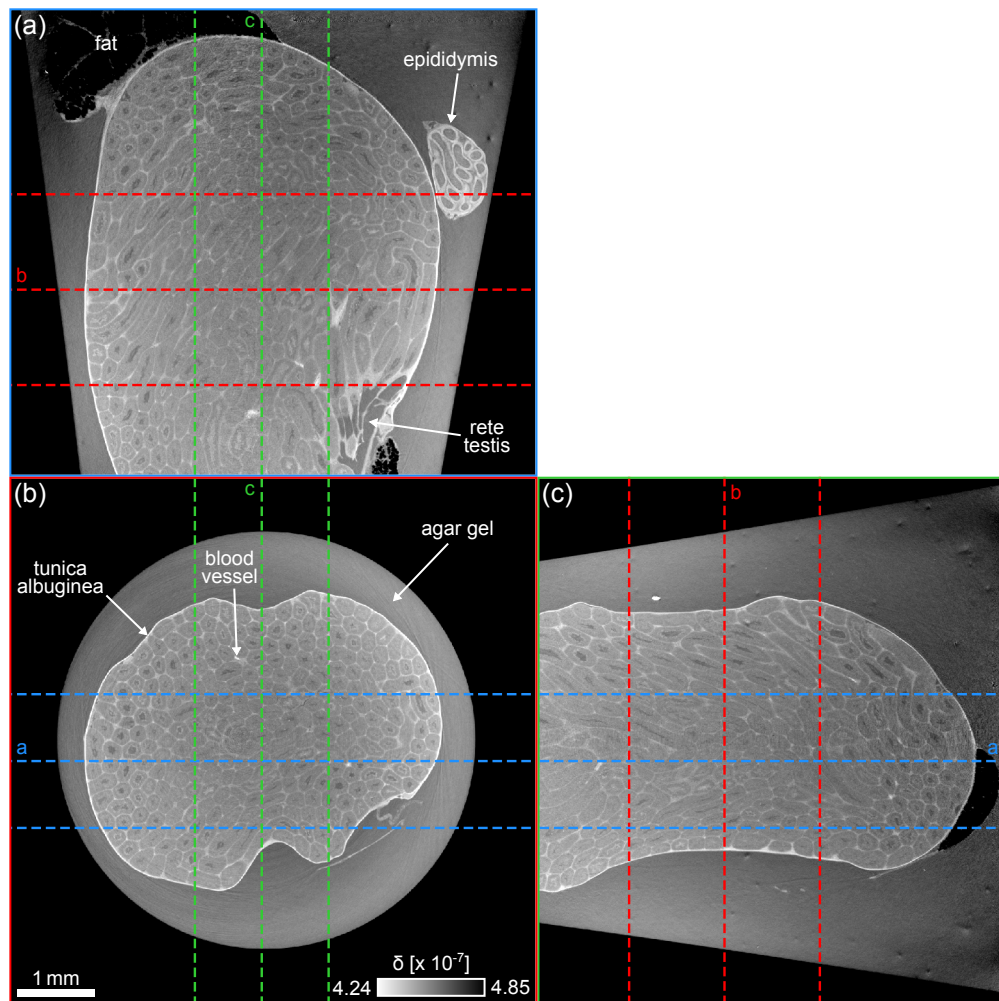 (a)
c
fat
epididymis
b
rete
testis
(b)
c
agar gel
tunica
albuginea
blood
vessel
a
1 mm
δ [x 10⁻⁷]
4.24
4.85
(c)
b
a